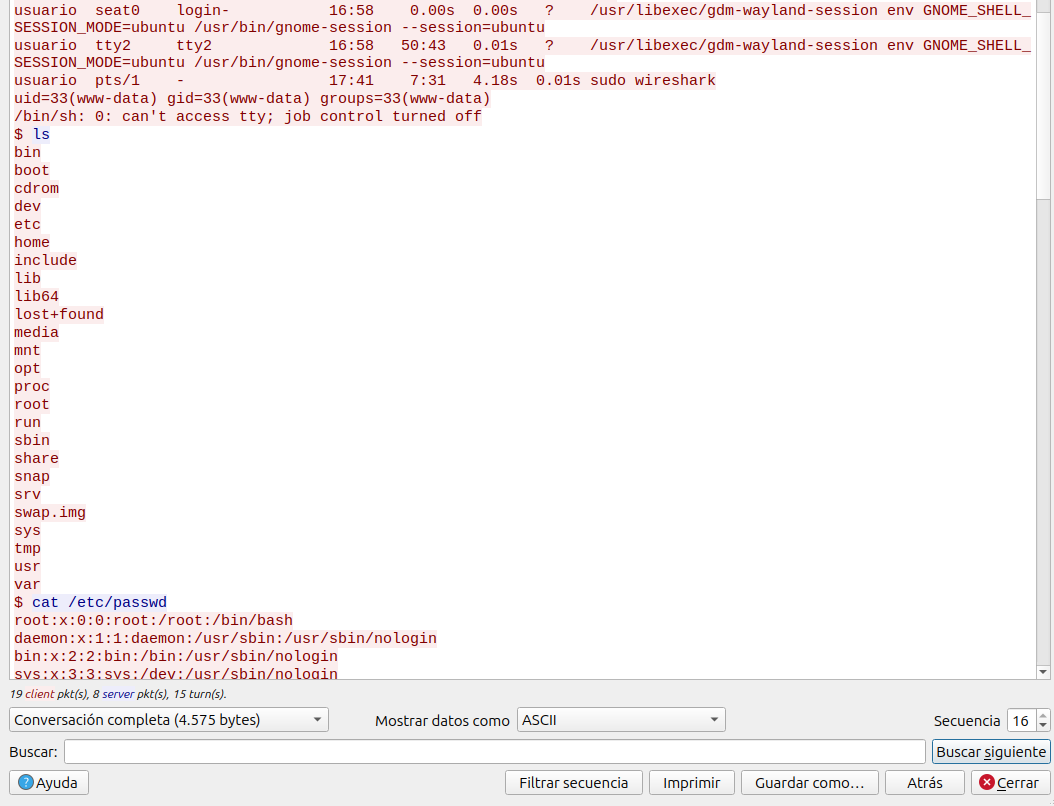 usuario  seat0    login-           16:58    0.00s  0.00s   ?    /usr/libexec/gdm-wayland-session env GNOME_SHELL_
SESSION_MODE=ubuntu /usr/bin/gnome-session --session=ubuntu
usuario  tty2     tty2             16:58   50:43   0.01s   ?    /usr/libexec/gdm-wayland-session env GNOME_SHELL_
SESSION_MODE=ubuntu /usr/bin/gnome-session --session=ubuntu
usuario  pts/1    -                17:41    7:31   4.18s  0.01s sudo wireshark
uid=33(www-data) gid=33(www-data) groups=33(www-data)
/bin/sh: 0: can't access tty; job control turned off
$ ls
bin
boot
cdrom
dev
etc
home
include
lib
lib64
lost+found
media
mnt
opt
proc
root
run
sbin
share
snap
srv
swap.img
sys
tmp
usr
var
$ cat /etc/passwd
root:x:0:0:root:/root:/bin/bash
daemon:x:1:1:daemon:/usr/sbin:/usr/sbin/nologin
bin:x:2:2:bin:/bin:/usr/sbin/nologin
sys:x:3:3:sys:/dev:/usr/sbin/nologin
19 client pkt(s), 8 server pkt(s), 15 turn(s).
Conversación completa (4.575 bytes) Mostrar datos como ASCII Secuencia 16
Buscar: Buscar siguiente
Ayuda Filtrar secuencia Imprimir Guardar como… Atrás Cerrar